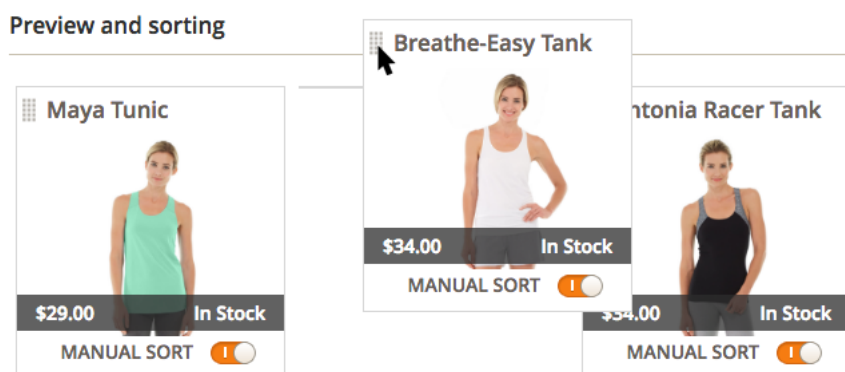 Preview and sorting
Breathe-Easy Tank
Maya Tunic
ntonia Racer Tank
$34.00 In Stock
MANUAL SORT
$29.00 In Stock
$34.00 In Stock
MANUAL SORT
MANUAL SORT